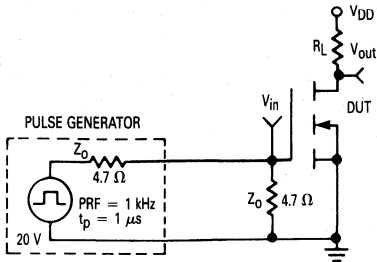 VDD
RL
Vout
Vin
DUT
PULSE GENERATOR
Zo
4.7 Ω
PRF = 1 kHz
tp = 1 μs
20 V
Zo
4.7 Ω